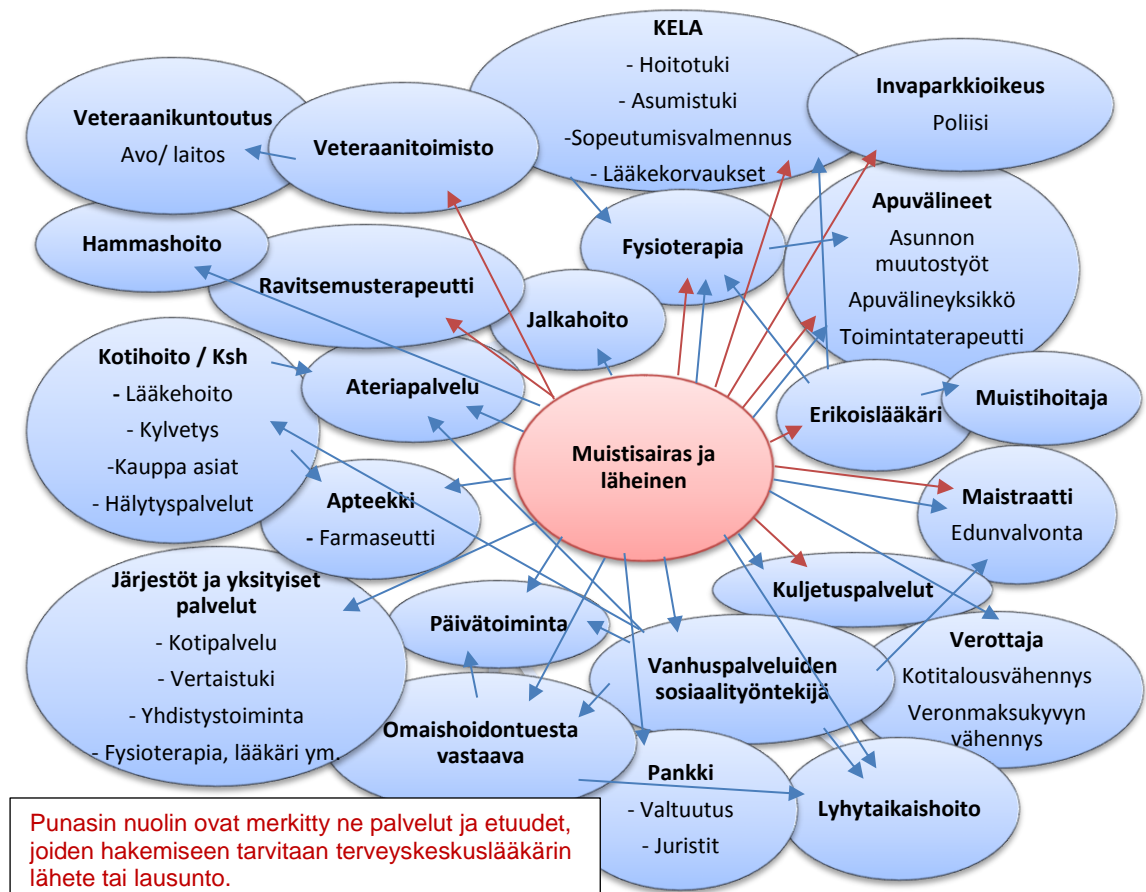 KELA
- Hoitotuki
- Asumistuki
-Sopeutumisvalmennus
- Lääkekorvaukset
Invaparkkioikeus
Poliisi
Veteraanikuntoutus
Avo/ laitos
Veteraanitoimisto
Apuvälineet
Asunnon
muutostyöt
Apuvälineyksikkö
Toimintaterapeutti
Hammashoito
Fysioterapia
Ravitsemusterapeutti
Jalkahoito
Kotihoito / Ksh
- Lääkehoito
- Kylvetys
-Kauppa asiat
- Hälytyspalvelut
Ateriapalvelu
Erikoislääkäri
Muistihoitaja
Muistisairas ja
läheinen
Apteekki
- Farmaseutti
Maistraatti
Edunvalvonta
Järjestöt ja yksityiset
palvelut
- Kotipalvelu
- Vertaistuki
- Yhdistystoiminta
- Fysioterapia, lääkäri ym.
Kuljetuspalvelut
Päivätoiminta
Vanhuspalveluiden
sosiaalityöntekijä
Verottaja
Kotitalousvähennys
Veronmaksukyvyn
vähennys
Omaishoidontuesta
vastaava
Pankki
- Valtuutus
- Juristit
Lyhytaikaishoito
Punasin nuolin ovat merkitty ne palvelut ja etuudet,
joiden hakemiseen tarvitaan terveyskeskuslääkärin
lähete tai lausunto.